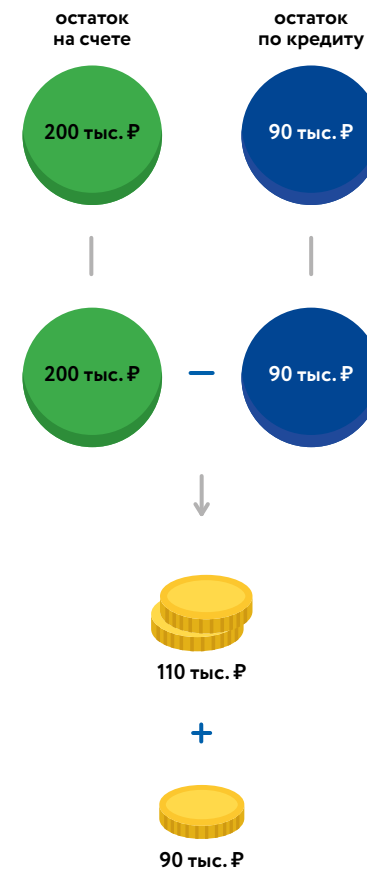 остаток
на счете
остаток
по кредиту
200 тыс. ₽
90 тыс. ₽
200 тыс. ₽
–
90 тыс. ₽
110 тыс. ₽
+
90 тыс. ₽